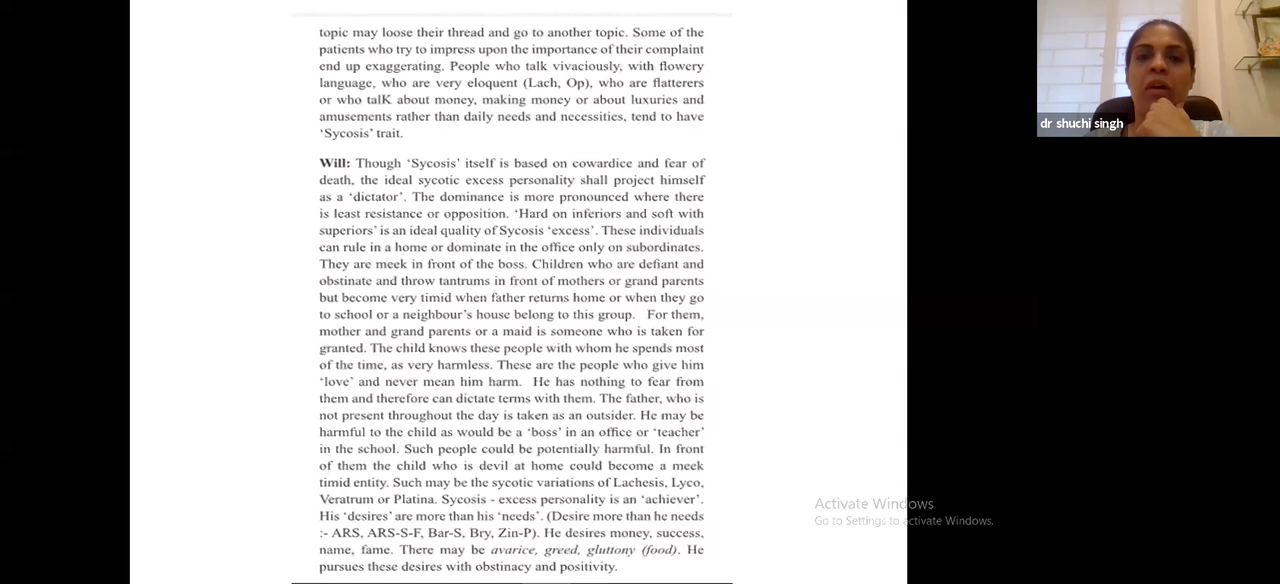 topic may loose their thread and go to another topic. Some of the
patients who try to impress upon the importance of their complaint
end up exaggerating. People who talk vivaciously, with flowery
language, who are very eloquent (Lach, Op), who are flatterers
or who talK about money, making money or about luxuries and
amusements rather than daily needs and necessities, tend to have
‘Sycosis’ trait.
Will: Though ‘Sycosis’ itself is based on cowardice and fear of
death, the ideal sycotic excess personality shall project himself
as a ‘dictator’. The dominance is more pronounced where there
is least resistance or opposition. ‘Hard on inferiors and soft with
superiors’ is an ideal quality of Sycosis ‘excess’. These individuals
can rule in a home or dominate in the office only on subordinates.
They are meek in front of the boss. Children who are defiant and
obstinate and throw tantrums in front of mothers or grand parents
but become very timid when father returns home or when they go
to school or a neighbour’s house belong to this group. For them,
mother and grand parents or a maid is someone who is taken for
granted. The child knows these people with whom he spends most
of the time, as very harmless. These are the people who give him
‘love’ and never mean him harm. He has nothing to fear from
them and therefore can dictate terms with them. The father, who is
not present throughout the day is taken as an outsider. He may be
harmful to the child as would be a ‘boss’ in an office or ‘teacher’
in the school. Such people could be potentially harmful. In front
of them the child who is devil at home could become a meek
timid entity. Such may be the sycotic variations of Lachesis, Lyco,
Veratrum or Platina. Sycosis - excess personality is an ‘achiever’.
His ‘desires’ are more than his ‘needs’. (Desire more than he needs
:- ARS, ARS-S-F, Bar-S, Bry, Zin-P). He desires money, success,
name, fame. There may be avarice, greed, gluttony (food). He
pursues these desires with obstinacy and positivity.
dr shuchi singh
Activate Windows
Go to Settings to activate Windows.